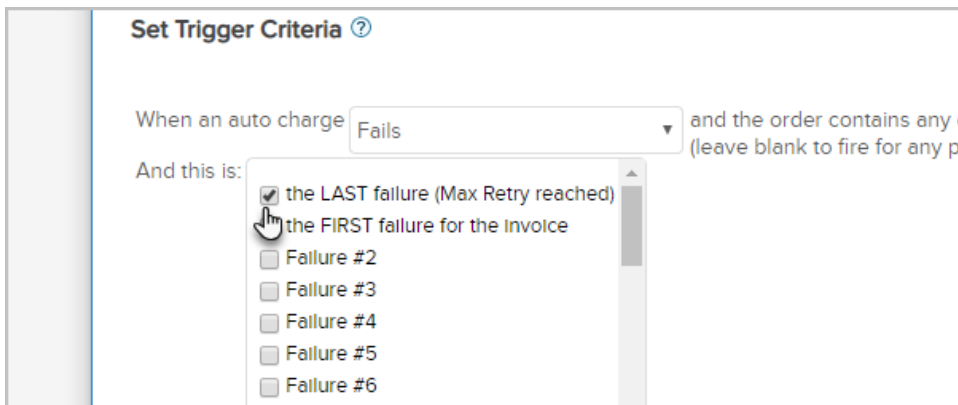 Set Trigger Criteria ?
When an auto charge Fails and the order contains any
(leave blank to fire for any
And this is:
the LAST failure (Max Retry reached)
the FIRST failure for the invoice
Failure #2
Failure #3
Failure #4
Failure #5
Failure #6